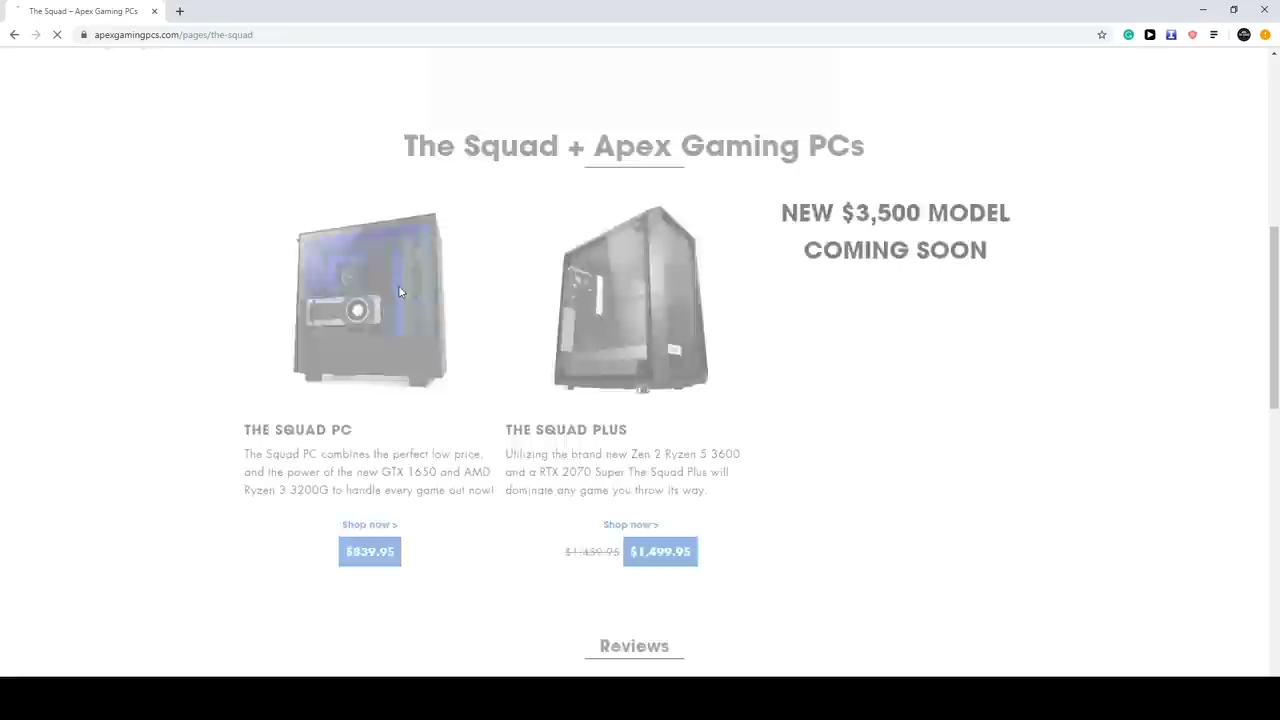 The Squad – Apex Gaming PCs
apexgamingpcs.com/pages/the-squad
The Squad + Apex Gaming PCs
NEW $3,500 MODEL
COMING SOON
THE SQUAD PC
The Squad PC combines the perfect low price,
and the power of the new GTX 1650 and AMD
Ryzen 3 3200G to handle every game out now!
Shop now >
$839.95
THE SQUAD PLUS
Utilizing the brand new Zen 2 Ryzen 5 3600
and a RTX 2070 Super The Squad Plus will
dominate any game you throw its way.
Shop now >
$1,459.95 $1,499.95
Reviews